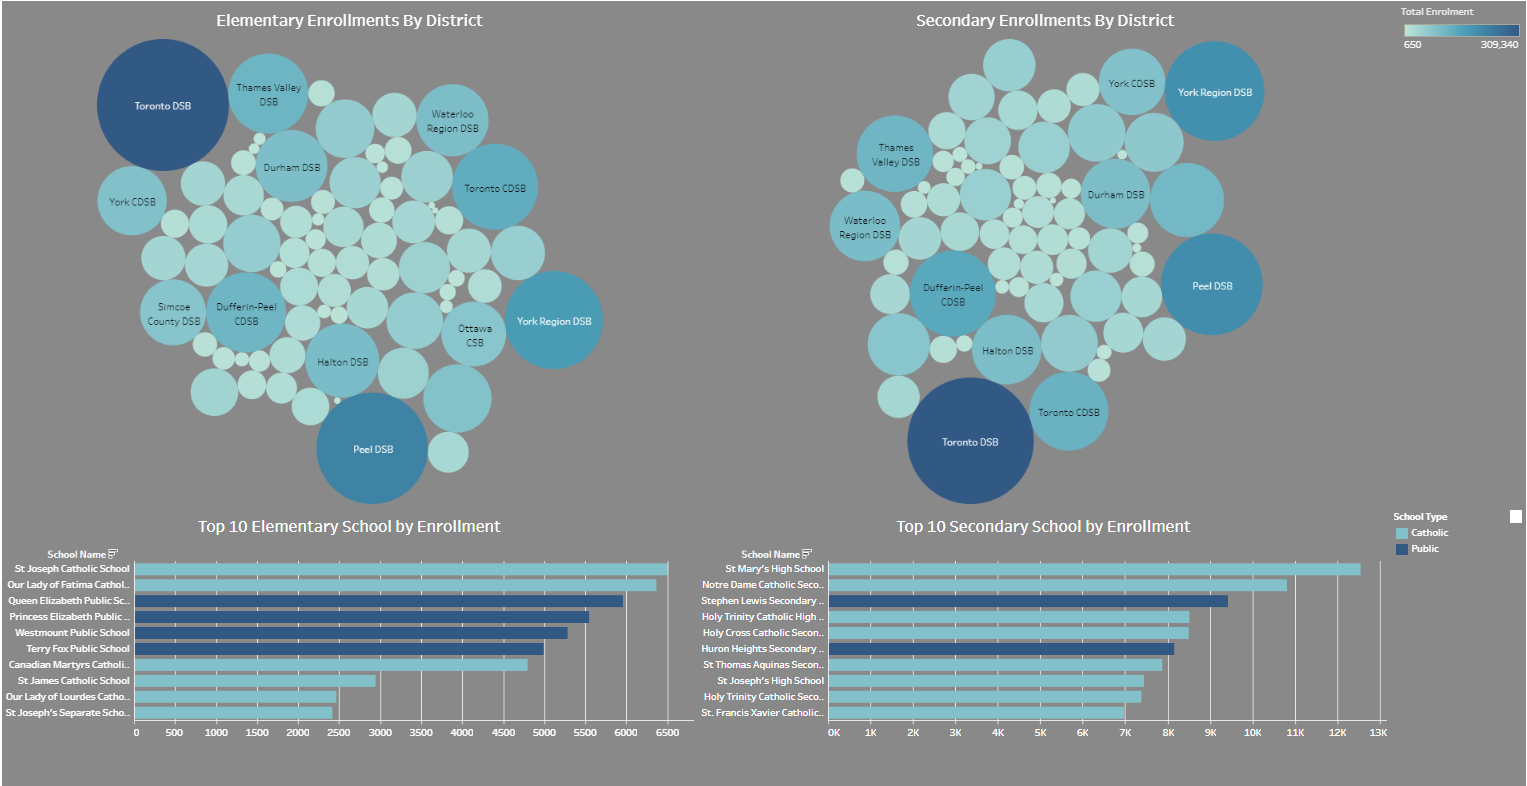 Elementary Enrollments By District
Toronto DSB
Thames Valley
DSB
Waterloo
Region DSB
Durham DSB
Toronto CDSB
York CDSB
Simcoe
County DSB
Dufferin-Peel
CDSB
York Region DSB
Ottawa
CSB
Halton DSB
Peel DSB
Secondary Enrollments By District
York CDSB
York Region DSB
Thames
Valley DSB
Durham DSB
Waterloo
Region DSB
Dufferin-Peel
CDSB
Peel DSB
Halton DSB
Toronto CDSB
Toronto DSB
Total Enrolment
650 309,340
Top 10 Elementary School by Enrollment
School Name
St Joseph Catholic School
Our Lady of Fatima Cathol..
Queen Elizabeth Public Sc..
Princess Elizabeth Public ..
Westmount Public School
Terry Fox Public School
Canadian Martyrs Catholi..
St James Catholic School
Our Lady of Lourdes Catho..
St Joseph's Separate Scho..
0 500 1000 1500 2000 2500 3000 3500 4000 4500 5000 5500 6000 6500
Top 10 Secondary School by Enrollment
School Name
St Mary's High School
Notre Dame Catholic Seco..
Stephen Lewis Secondary ..
Holy Trinity Catholic High ..
Holy Cross Catholic Secon..
Huron Heights Secondary ..
St Thomas Aquinas Secon..
St Joseph's High School
Holy Trinity Catholic Seco..
St. Francis Xavier Catholic..
0K 1K 2K 3K 4K 5K 6K 7K 8K 9K 10K 11K 12K 13K
School Type
Catholic
Public